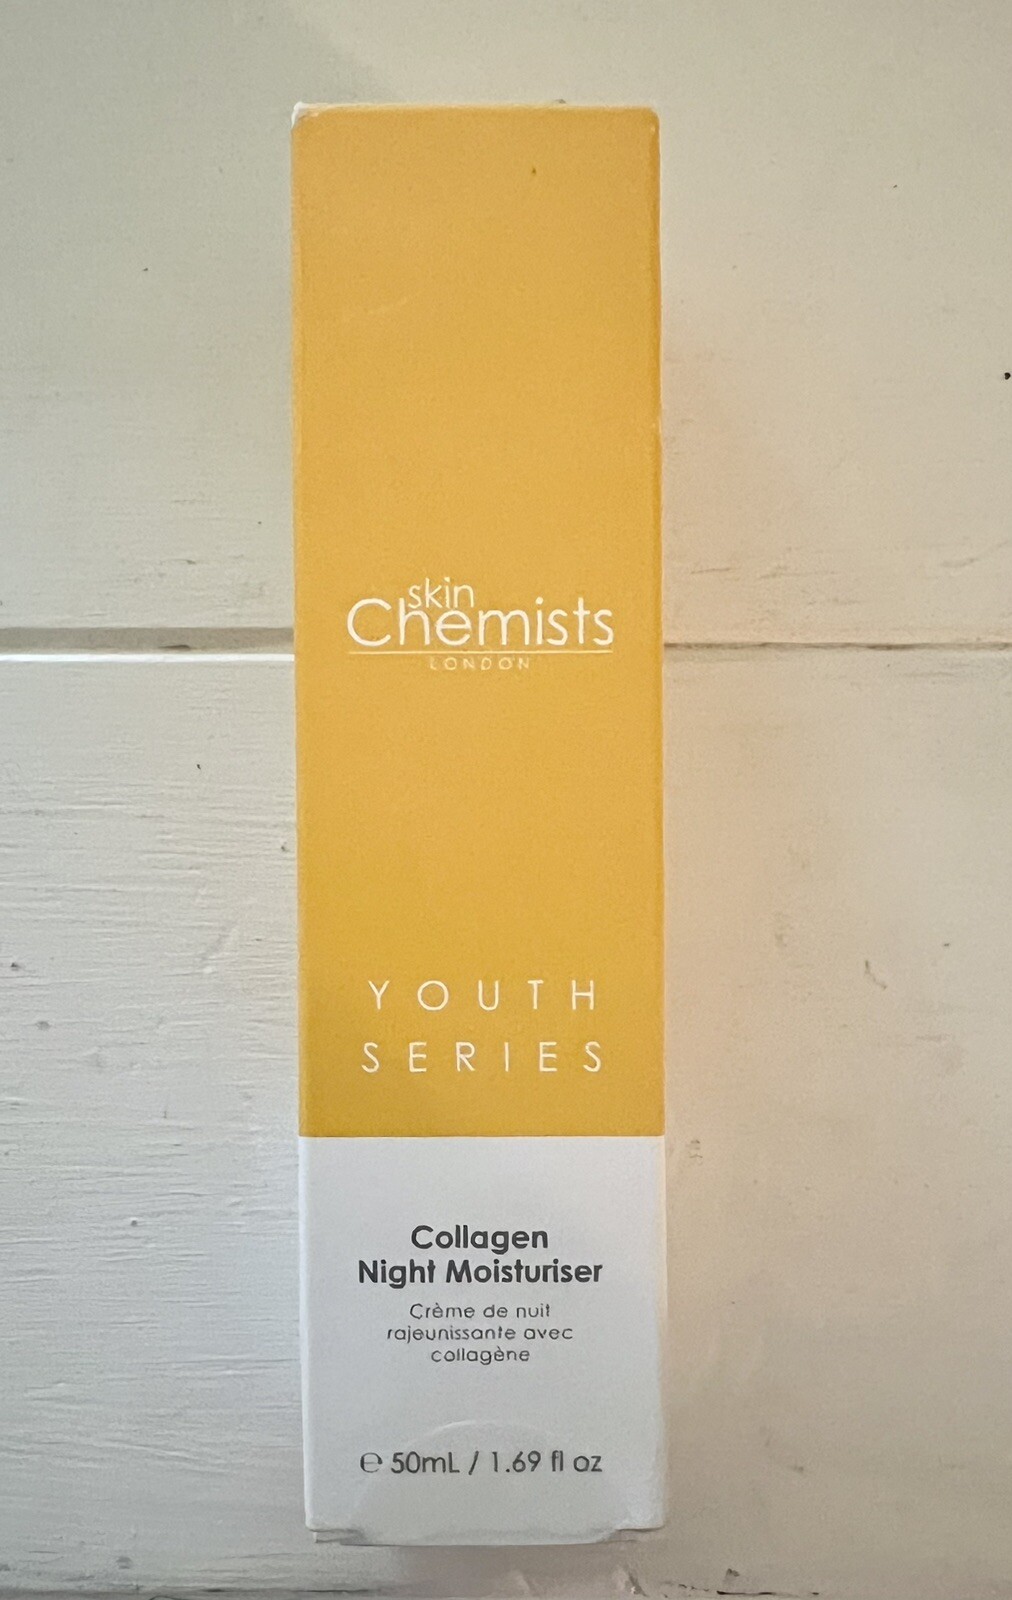 skin
Chemists
LONDON
YOUTH
SERIES
Collagen
Night Moisturiser
Crème de nuit
rajeunissante avec
collagène
℮ 50mL / 1.69 fl oz